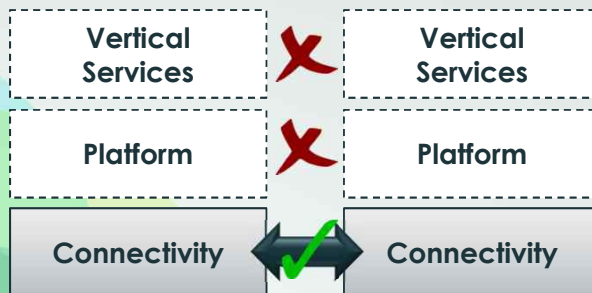 Vertical
Services
Vertical
Services
Platform
Platform
Connectivity
Connectivity